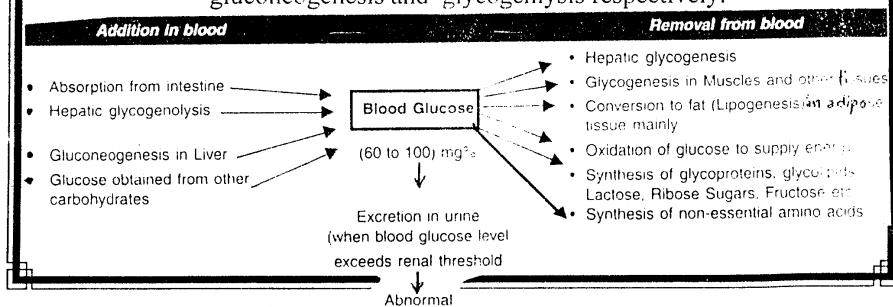 gluconeogenesis and glycogenlysis respectively.
Addition in blood
Removal from blood
• Absorption from intestine
• Hepatic glycogenolysis
• Gluconeogenesis in Liver
• Glucose obtained from other
carbohydrates
Blood Glucose
(60 to 100) mg%
Excretion in urine
(when blood glucose level
exceeds renal threshold
Abnormal
• Hepatic glycogenesis
• Glycogenesis in Muscles and other tissues
• Conversion to fat (Lipogenesis) in adipose
tissue mainly
• Oxidation of glucose to supply
• Synthesis of glycoproteins,
Lactose, Ribose Sugars, Fructose etc
• Synthesis of non-essential amino acids